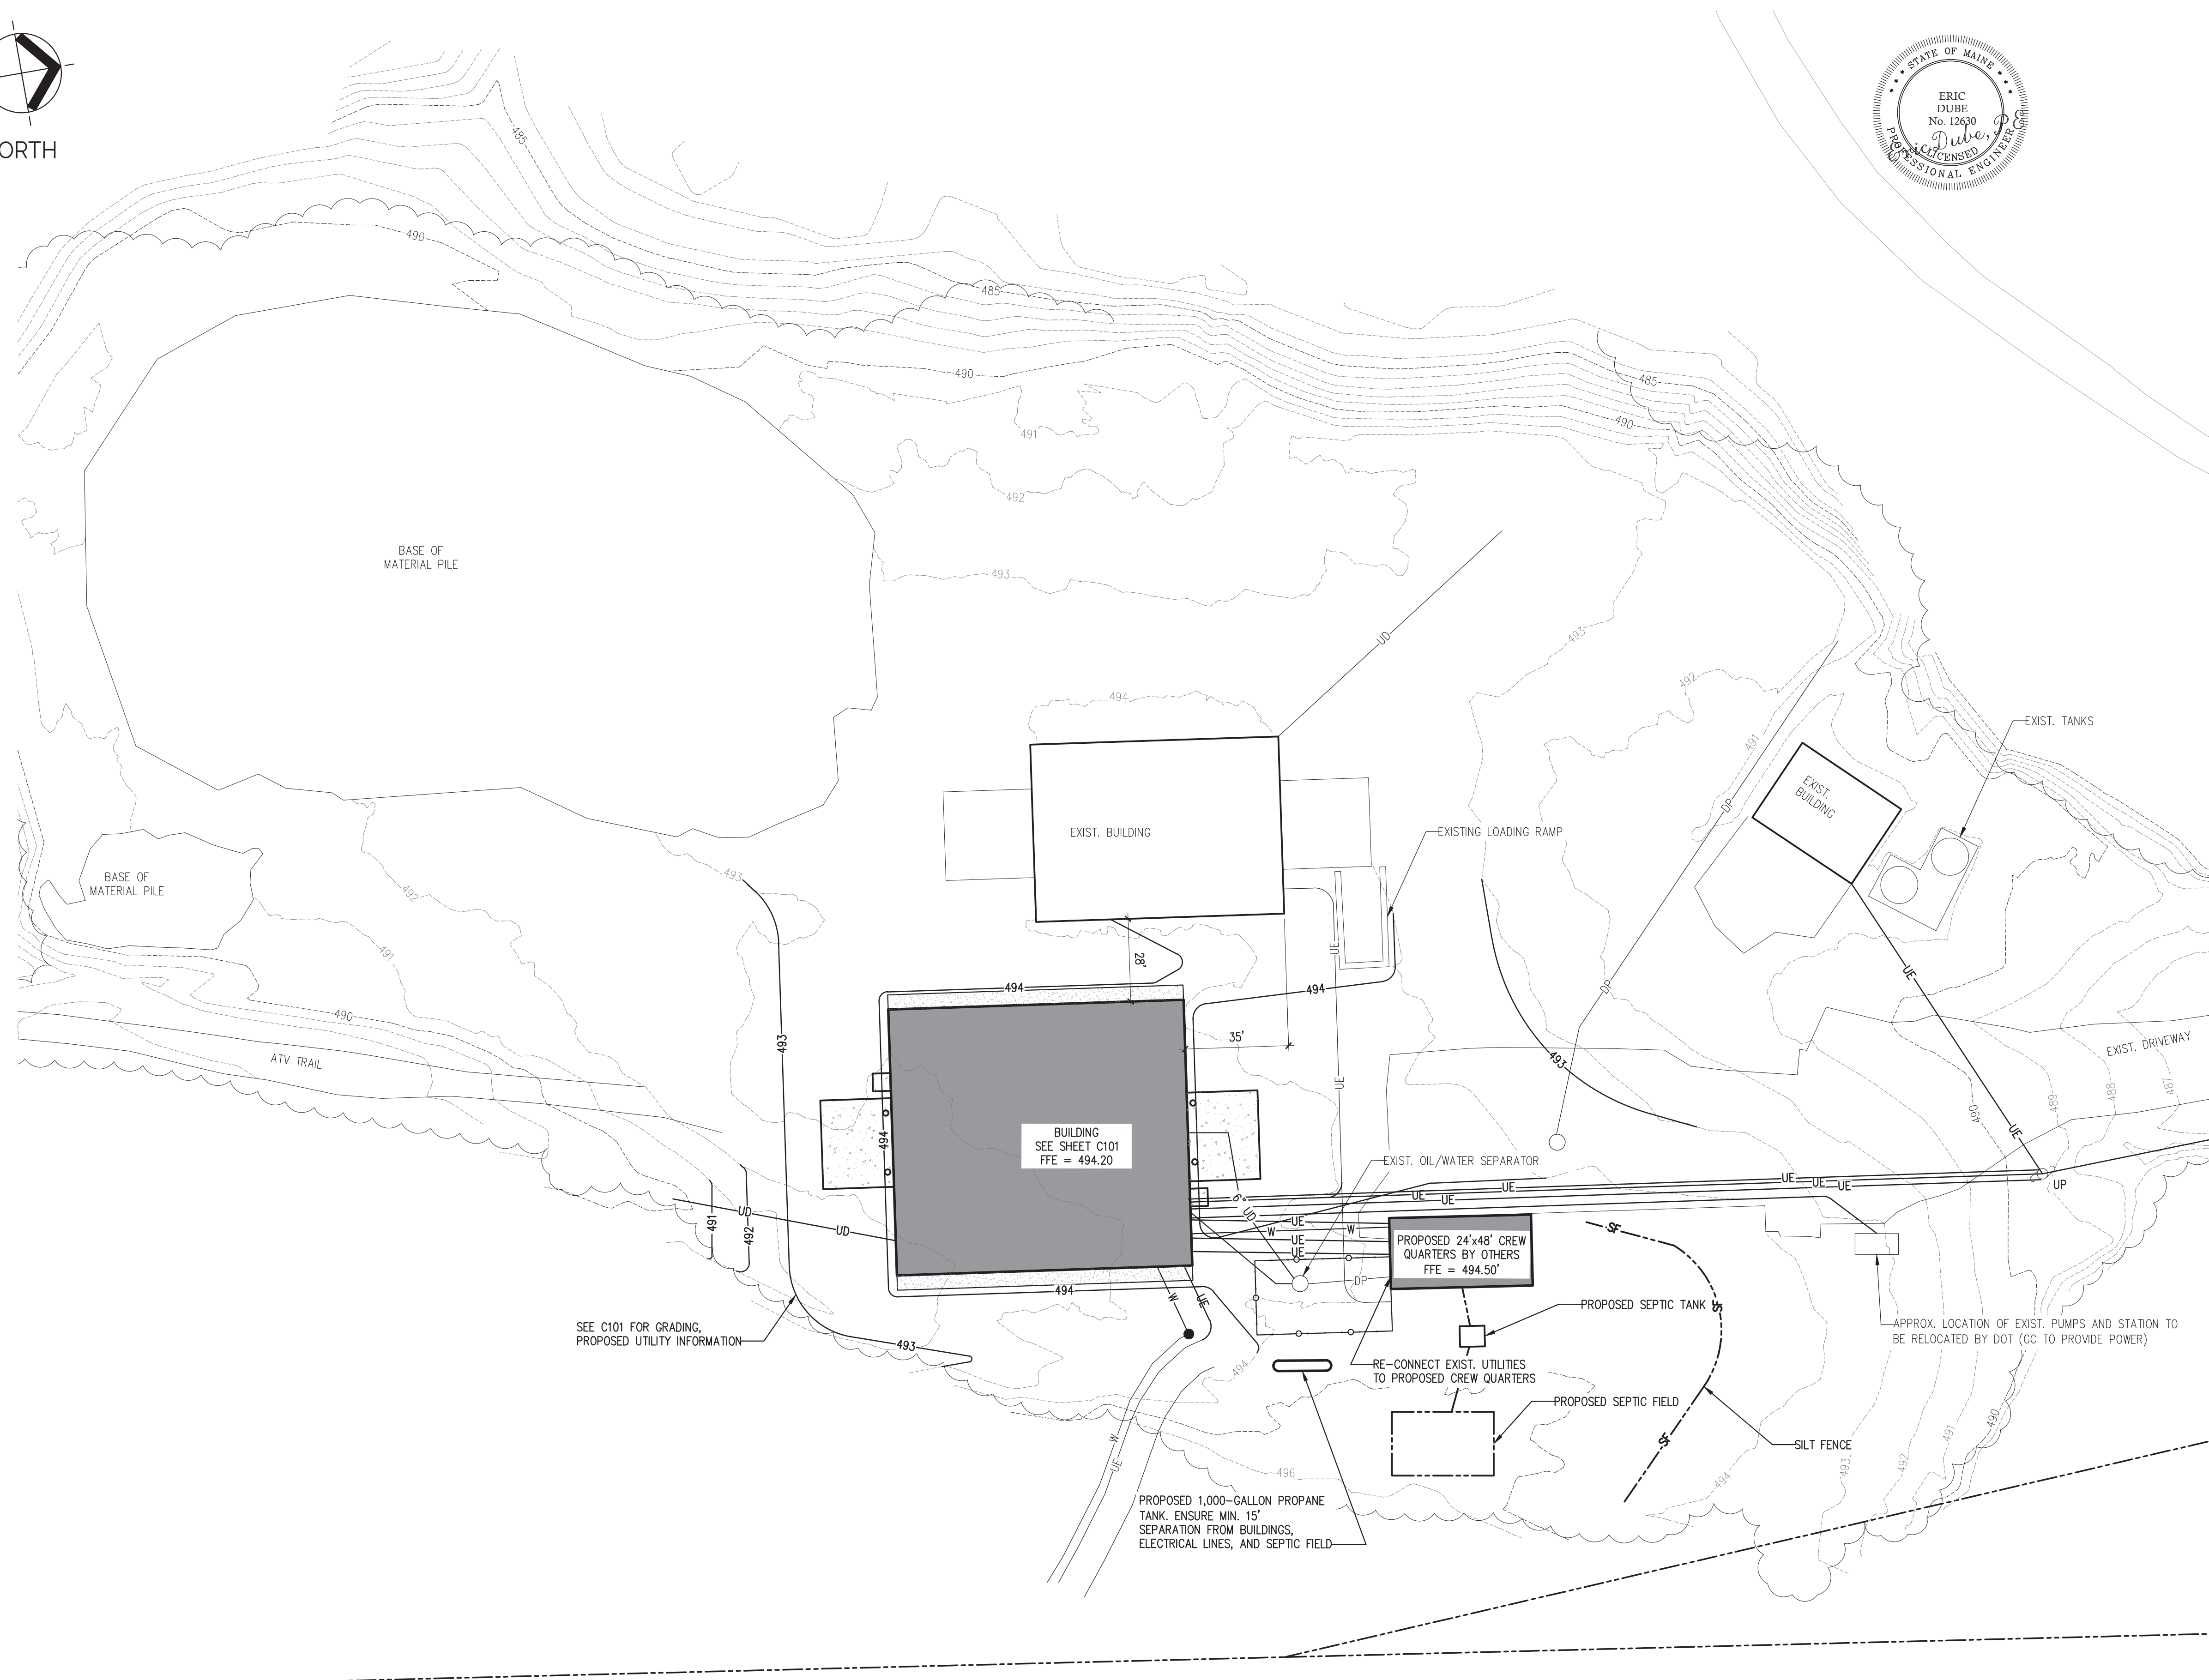 ORTH
STATE OF MAINE
ERIC
DUBE
No. 12630
LICENSED
PROFESSIONAL ENGINEER
Eric Dube, PE
485
490
485
490
485
490
491
492
493
494
493
492
491
BASE OF
MATERIAL PILE
UD
EXIST. TANKS
EXIST.
BUILDING
DP
EXIST. BUILDING
EXISTING LOADING RAMP
BASE OF
MATERIAL PILE
493
492
491
490
28'
UE
DP
UE
494
494
35'
493
493
ATV TRAIL
EXIST. DRIVEWAY
UE
490
489
488
487
494
BUILDING
SEE SHEET C101
FFE = 494.20
EXIST. OIL/WATER SEPARATOR
UE
UP
UE
UE
UE
UE
UE
UE
UE
6" UD
UD
UD
491
492
UE
W
W
UE
UE
SF
PROPOSED 24'x48' CREW
QUARTERS BY OTHERS
FFE = 494.50'
DP
494
W
UE
PROPOSED SEPTIC TANK
SF
SEE C101 FOR GRADING,
PROPOSED UTILITY INFORMATION
493
APPROX. LOCATION OF EXIST. PUMPS AND STATION TO
BE RELOCATED BY DOT (GC TO PROVIDE POWER)
494
RE-CONNECT EXIST. UTILITIES
TO PROPOSED CREW QUARTERS
PROPOSED SEPTIC FIELD
W
UE
SF
SILT FENCE
490
491
492
493
494
496
PROPOSED 1,000-GALLON PROPANE
TANK. ENSURE MIN. 15'
SEPARATION FROM BUILDINGS,
ELECTRICAL LINES, AND SEPTIC FIELD